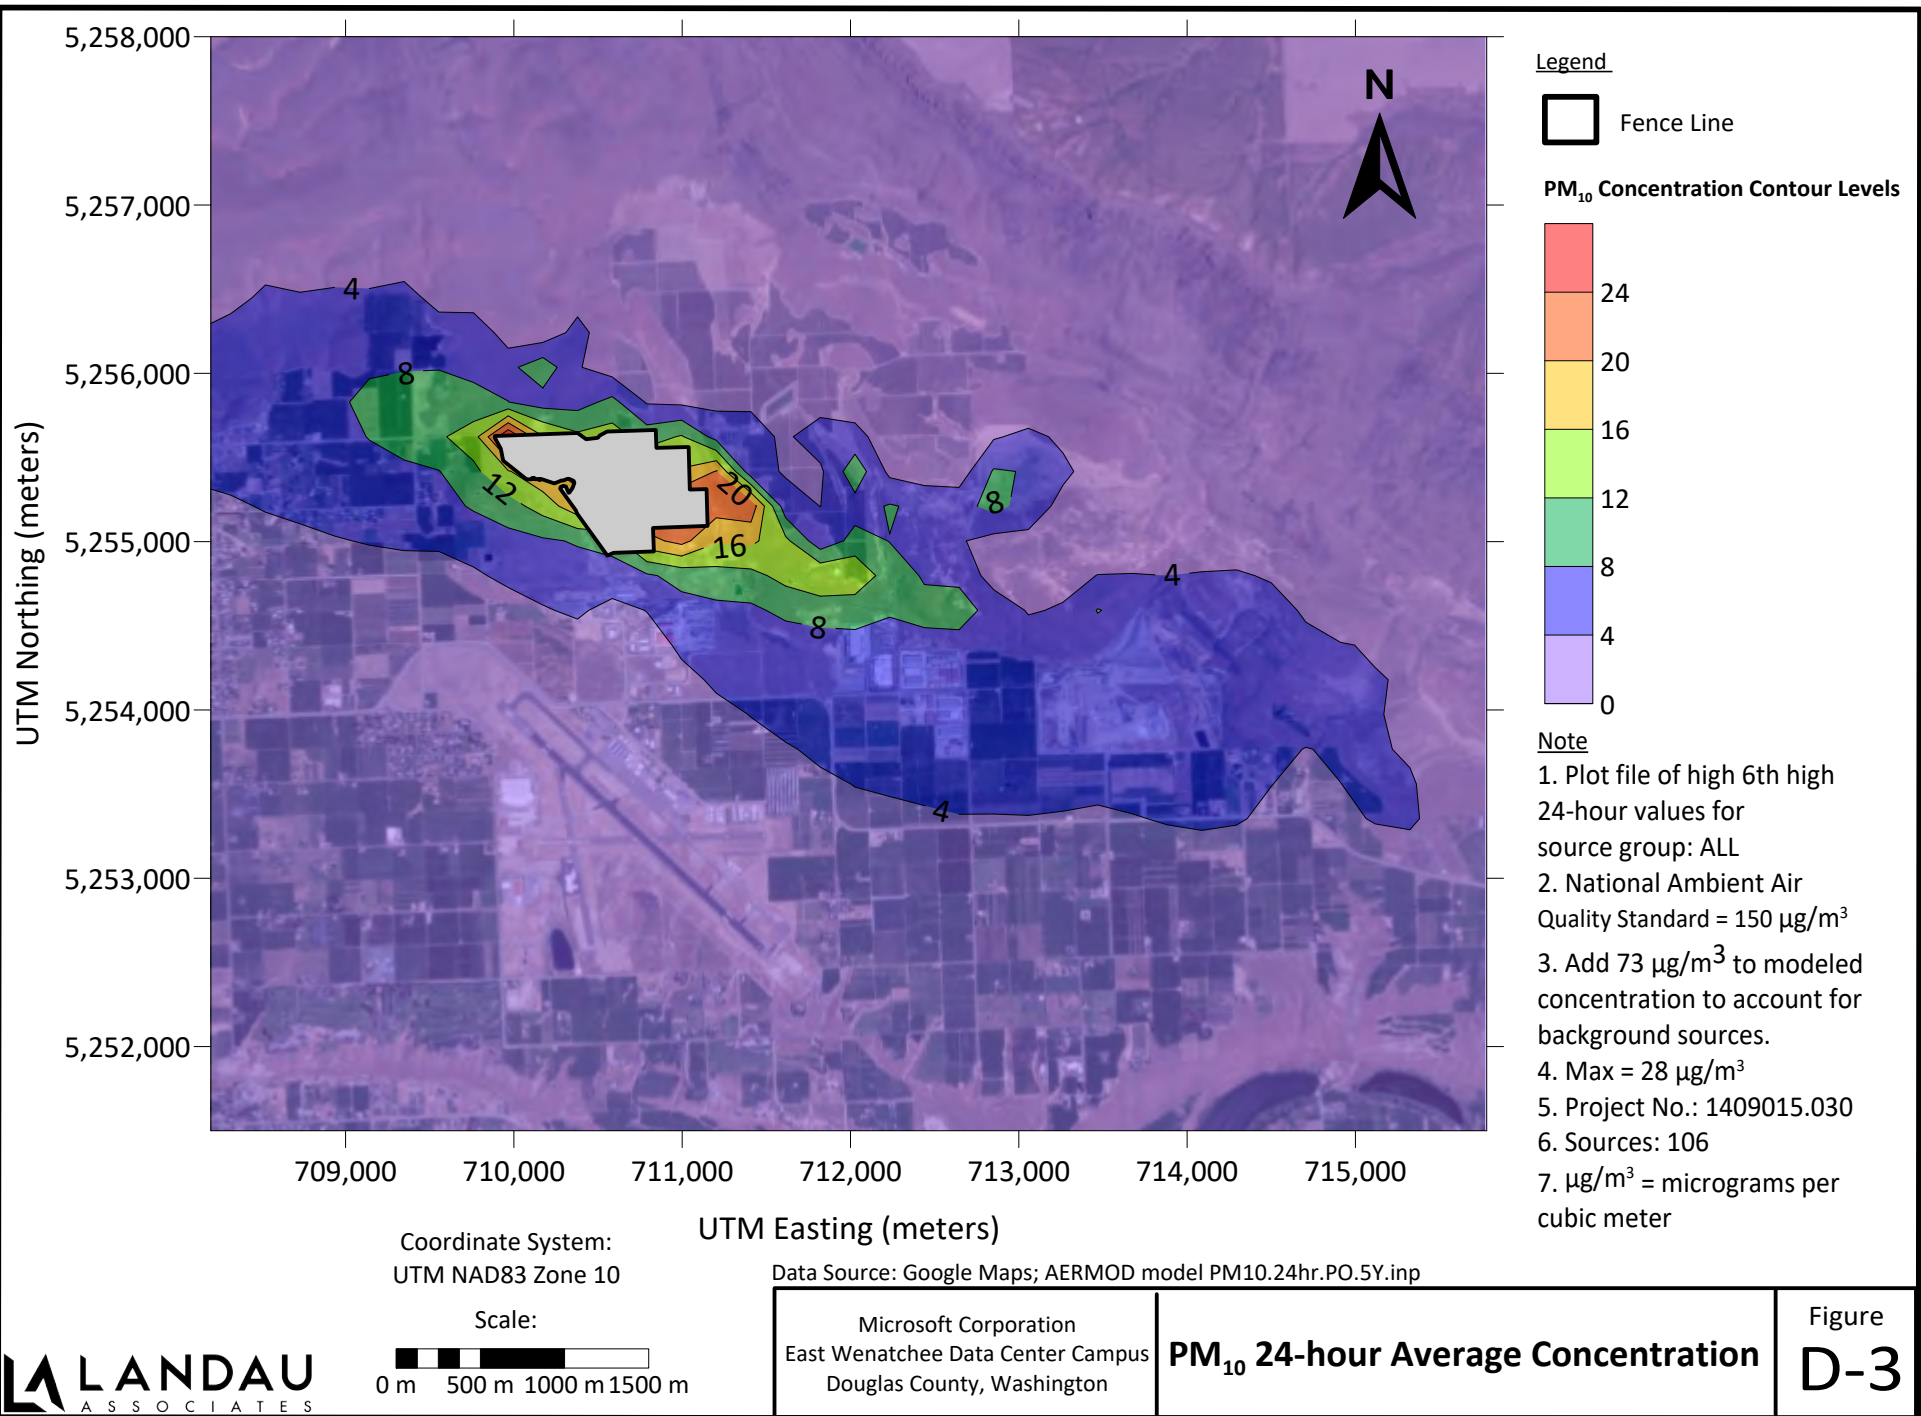 5,258,000
5,257,000
5,256,000
5,255,000
5,254,000
5,253,000
5,252,000
UTM Northing (meters)
N
4
8
12
20
16
8
8
4
4
709,000
710,000
711,000
712,000
713,000
714,000
715,000
UTM Easting (meters)
Legend
Fence Line
PM10 Concentration Contour Levels
24
20
16
12
8
4
0
Note
1. Plot file of high 6th high
24-hour values for
source group: ALL
2. National Ambient Air
Quality Standard = 150 µg/m³
3. Add 73 µg/m³ to modeled
concentration to account for
background sources.
4. Max = 28 µg/m³
5. Project No.: 1409015.030
6. Sources: 106
7. µg/m³ = micrograms per
cubic meter
Coordinate System:
UTM NAD83 Zone 10
Scale:
0 m 500 m 1000 m 1500 m
Data Source: Google Maps; AERMOD model PM10.24hr.PO.5Y.inp
LANDAU
ASSOCIATES
Microsoft Corporation
East Wenatchee Data Center Campus
Douglas County, Washington
PM10 24-hour Average Concentration
Figure
D-3